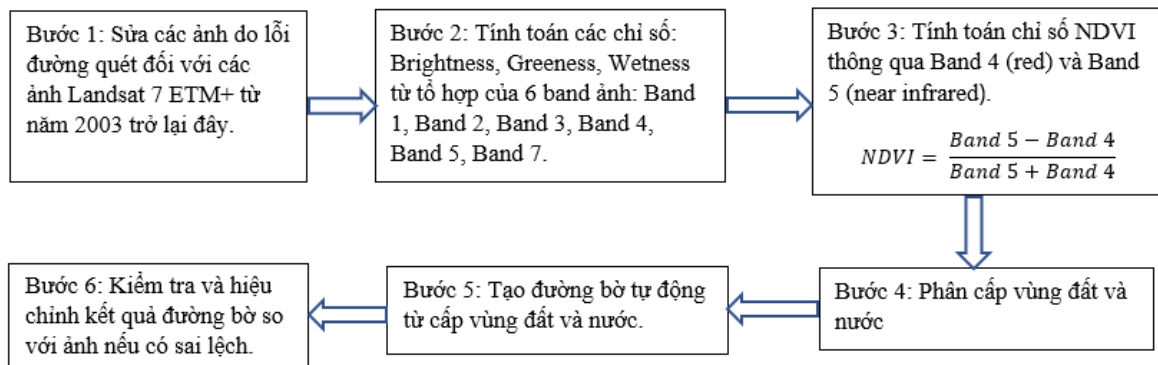 Bước 1: Sửa các ảnh do lỗi
đường quét đối với các
ảnh Landsat 7 ETM+ từ
năm 2003 trở lại đây.
Bước 2: Tính toán các chỉ số:
Brightness, Greeness, Wetness
từ tổ hợp của 6 band ảnh: Band
1, Band 2, Band 3, Band 4,
Band 5, Band 7.
Bước 3: Tính toán chỉ số NDVI
thông qua Band 4 (red) và Band
5 (near infrared).
NDVI = (Band 5 − Band 4) / (Band 5 + Band 4)
Bước 4: Phân cấp vùng đất và
nước
Bước 5: Tạo đường bờ tự động
từ cấp vùng đất và nước.
Bước 6: Kiểm tra và hiệu
chỉnh kết quả đường bờ so
với ảnh nếu có sai lệch.